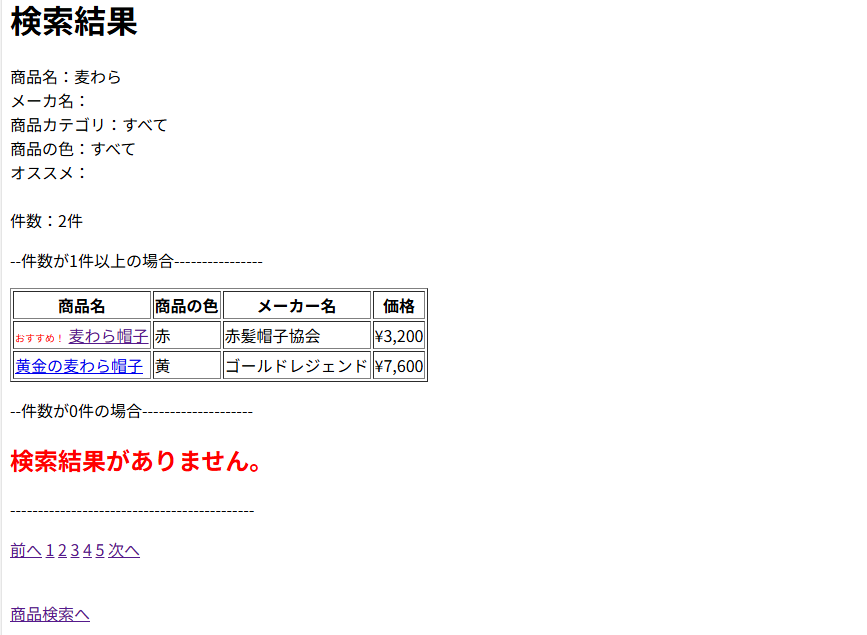 検索結果
商品名：麦わら
メーカ名：
商品カテゴリ：すべて
商品の色：すべて
オススメ：
件数：2件
--件数が1件以上の場合----------------
商品名 商品の色 メーカー名 価格
おすすめ！ 麦わら帽子 赤 赤髪帽子協会 ¥3,200
黄金の麦わら帽子 黄 ゴールドレジェンド ¥7,600
--件数が0件の場合--------------------
検索結果がありません。
--------------------------------------------
前へ 1 2 3 4 5 次へ
商品検索へ